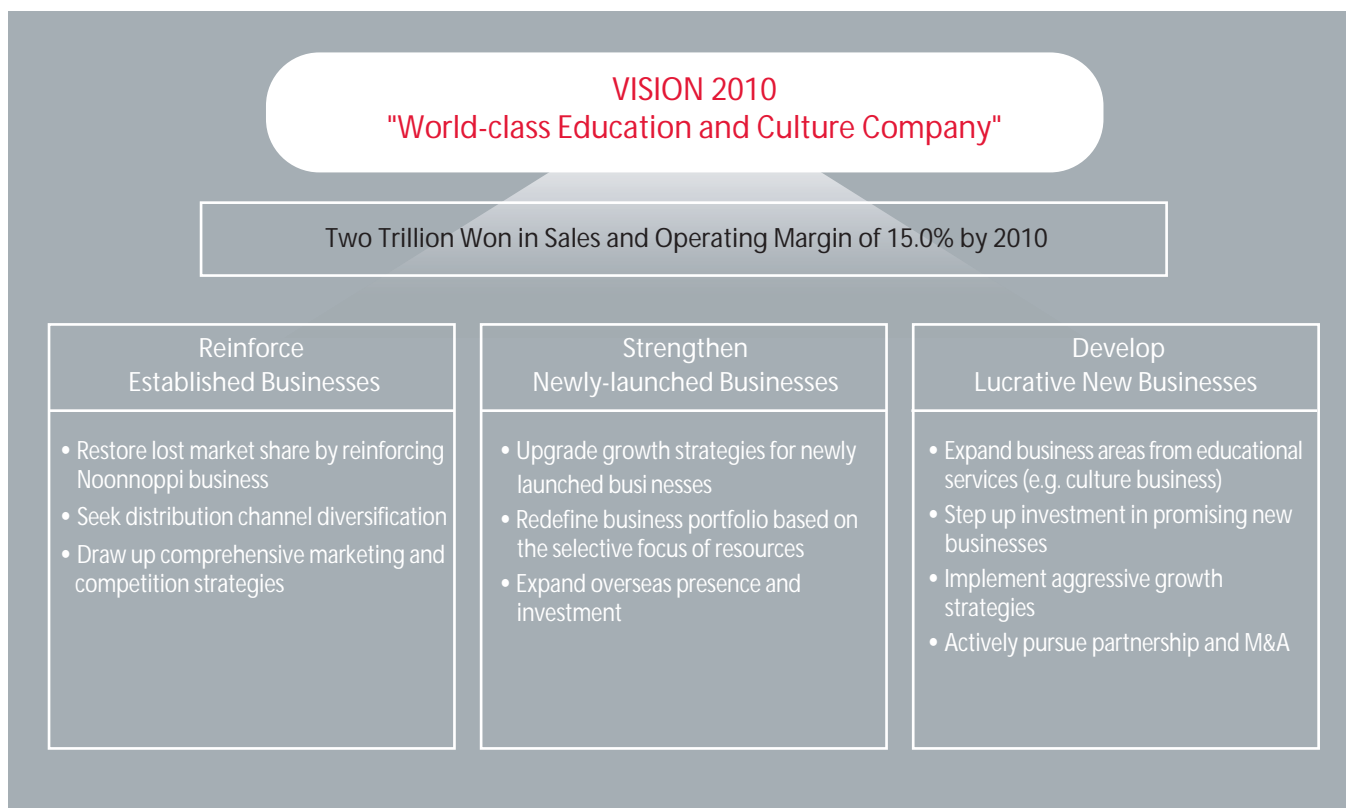 VISION 2010
"World-class Education and Culture Company"
Two Trillion Won in Sales and Operating Margin of 15.0% by 2010
Reinforce
Established Businesses
• Restore lost market share by reinforcing
Noonnoppi business
• Seek distribution channel diversification
• Draw up comprehensive marketing and
competition strategies
Strengthen
Newly-launched Businesses
• Upgrade growth strategies for newly
launched busi nesses
• Redefine business portfolio based on
the selective focus of resources
• Expand overseas presence and
investment
Develop
Lucrative New Businesses
• Expand business areas from educational
services (e.g. culture business)
• Step up investment in promising new
businesses
• Implement aggressive growth
strategies
• Actively pursue partnership and M&A